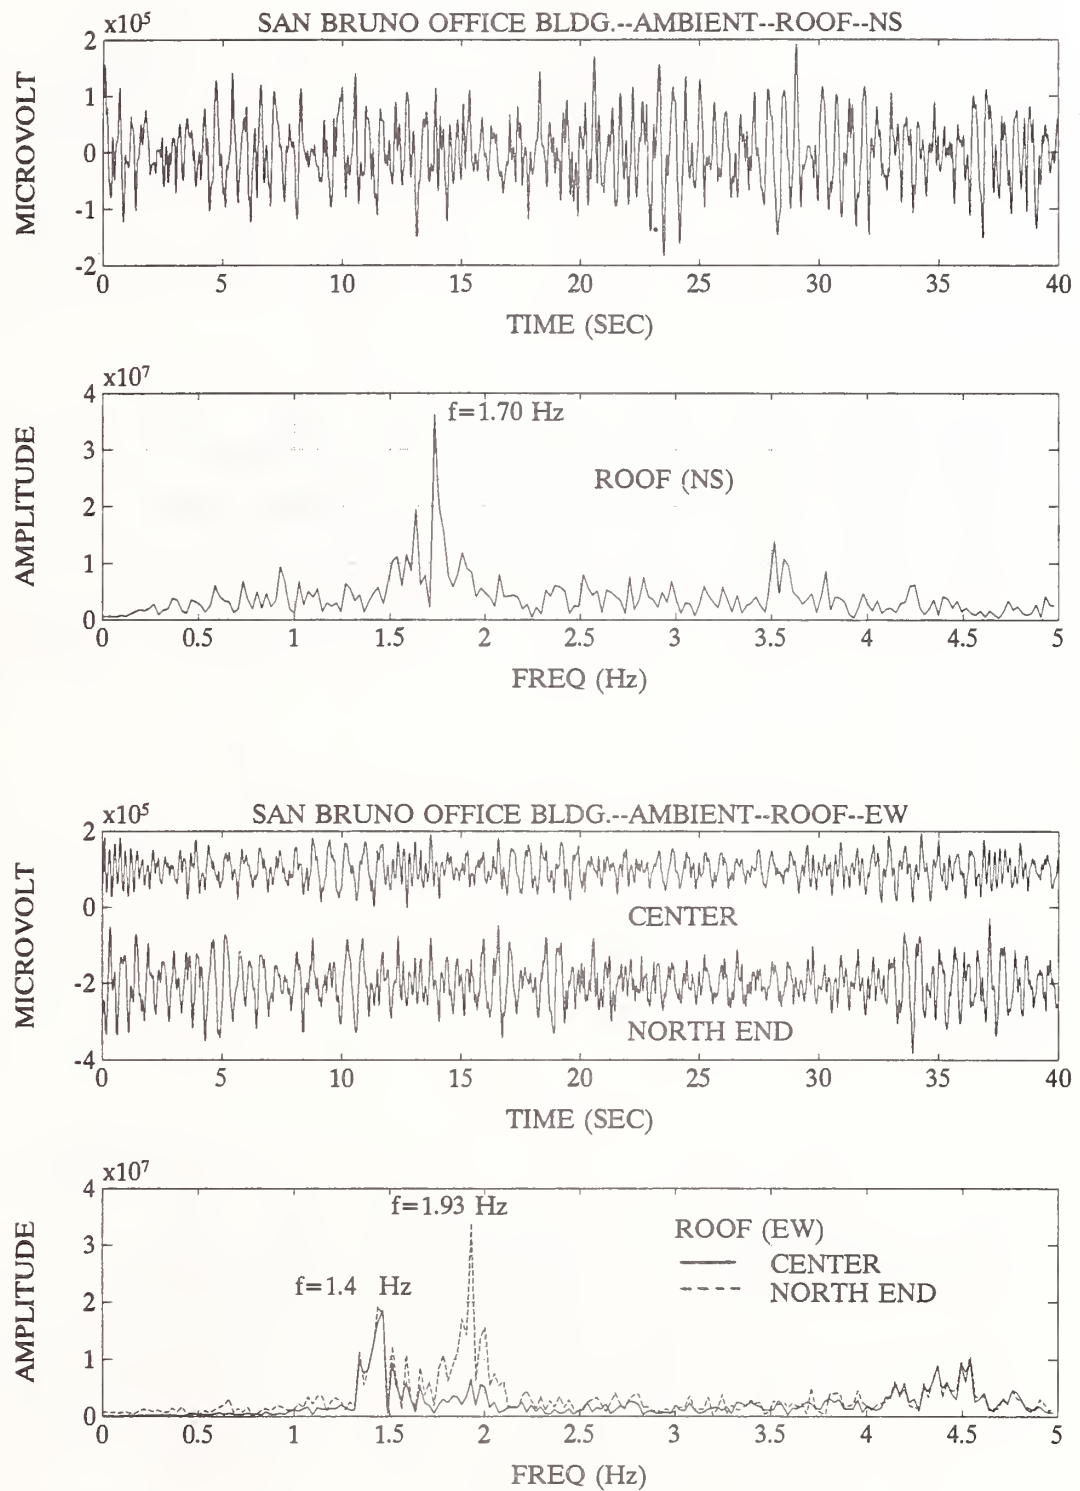 SAN BRUNO OFFICE BLDG.--AMBIENT--ROOF--NS
x10⁵
MICROVOLT
2
1
0
-1
-2
0 5 10 15 20 25 30 35 40
TIME (SEC)
x10⁷
AMPLITUDE
4
3
2
1
0
f=1.70 Hz
ROOF (NS)
0 0.5 1 1.5 2 2.5 3 3.5 4 4.5 5
FREQ (Hz)
SAN BRUNO OFFICE BLDG.--AMBIENT--ROOF--EW
x10⁵
MICROVOLT
2
0
-2
-4
CENTER
NORTH END
0 5 10 15 20 25 30 35 40
TIME (SEC)
x10⁷
AMPLITUDE
4
3
2
1
0
f=1.93 Hz
f=1.4 Hz
ROOF (EW)
CENTER
NORTH END
0 0.5 1 1.5 2 2.5 3 3.5 4 4.5 5
FREQ (Hz)